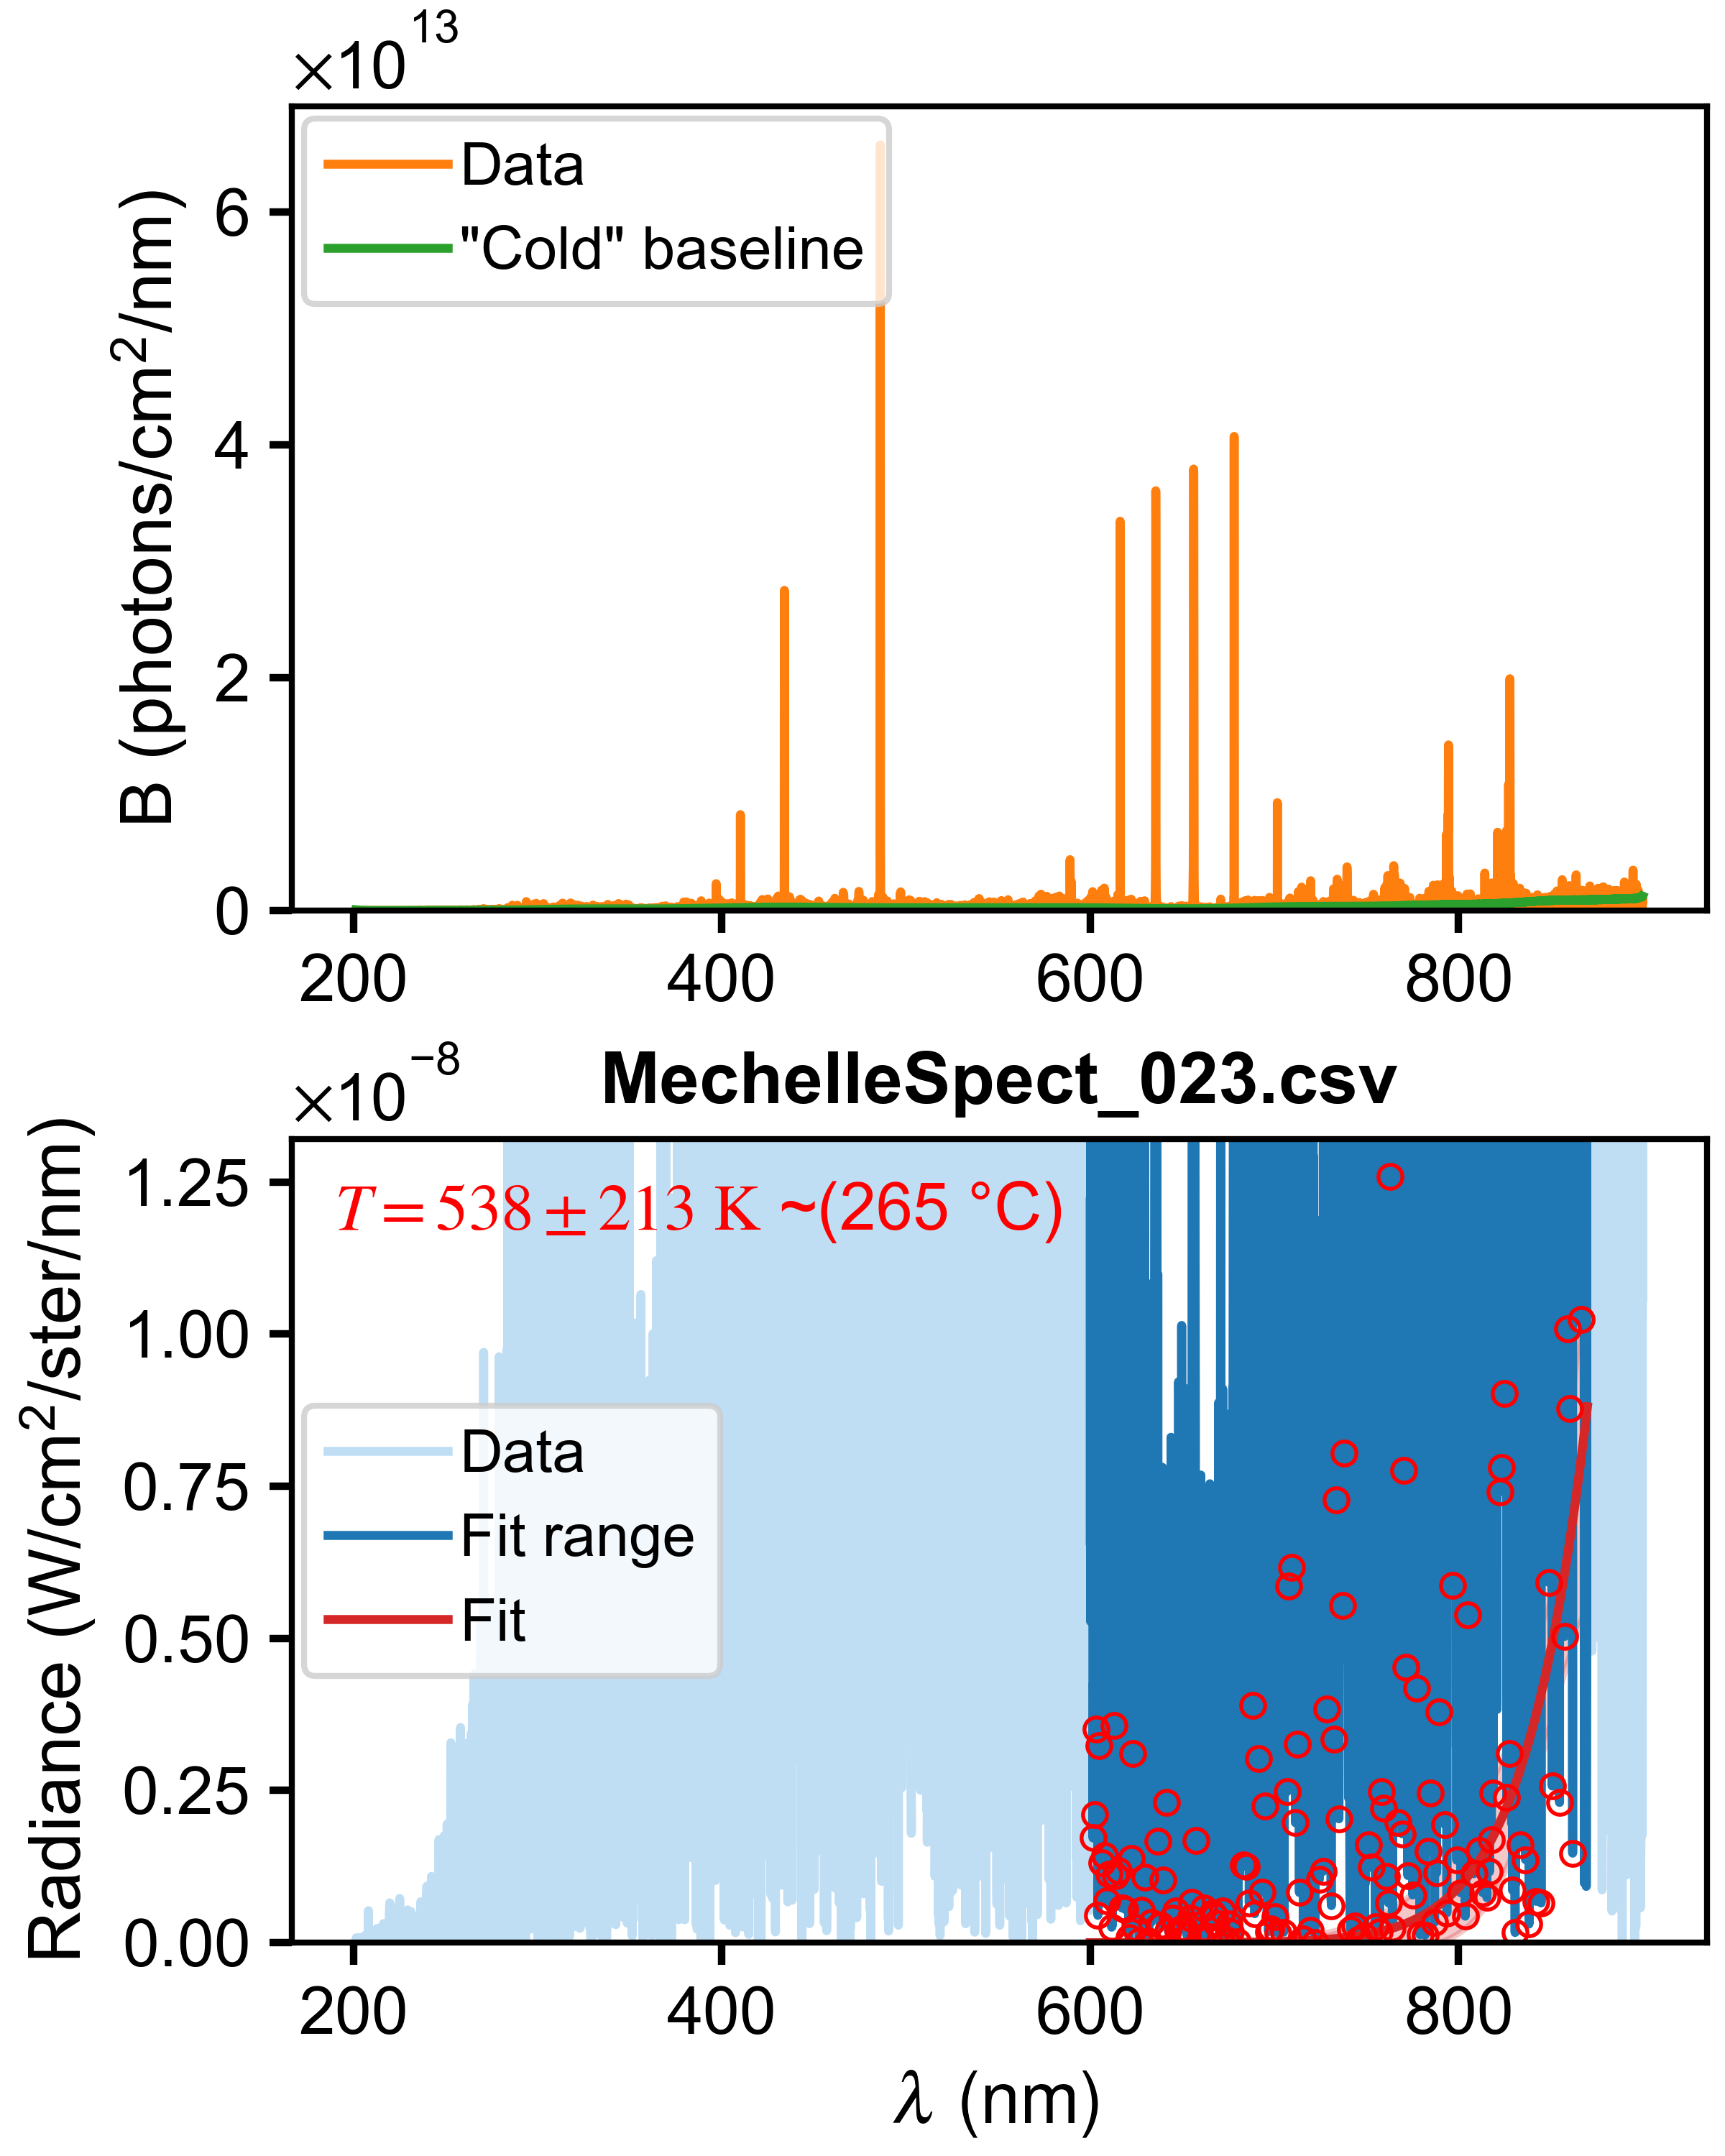 ×10^13
Data
"Cold" baseline
B (photons/cm²/nm)
6
4
2
0
200 400 600 800
×10^−8
MechelleSpect_023.csv
T = 538 ± 213 K ~(265 °C)
Data
Fit range
Fit
Radiance (W/cm²/ster/nm)
1.25
1.00
0.75
0.50
0.25
0.00
200 400 600 800
λ (nm)